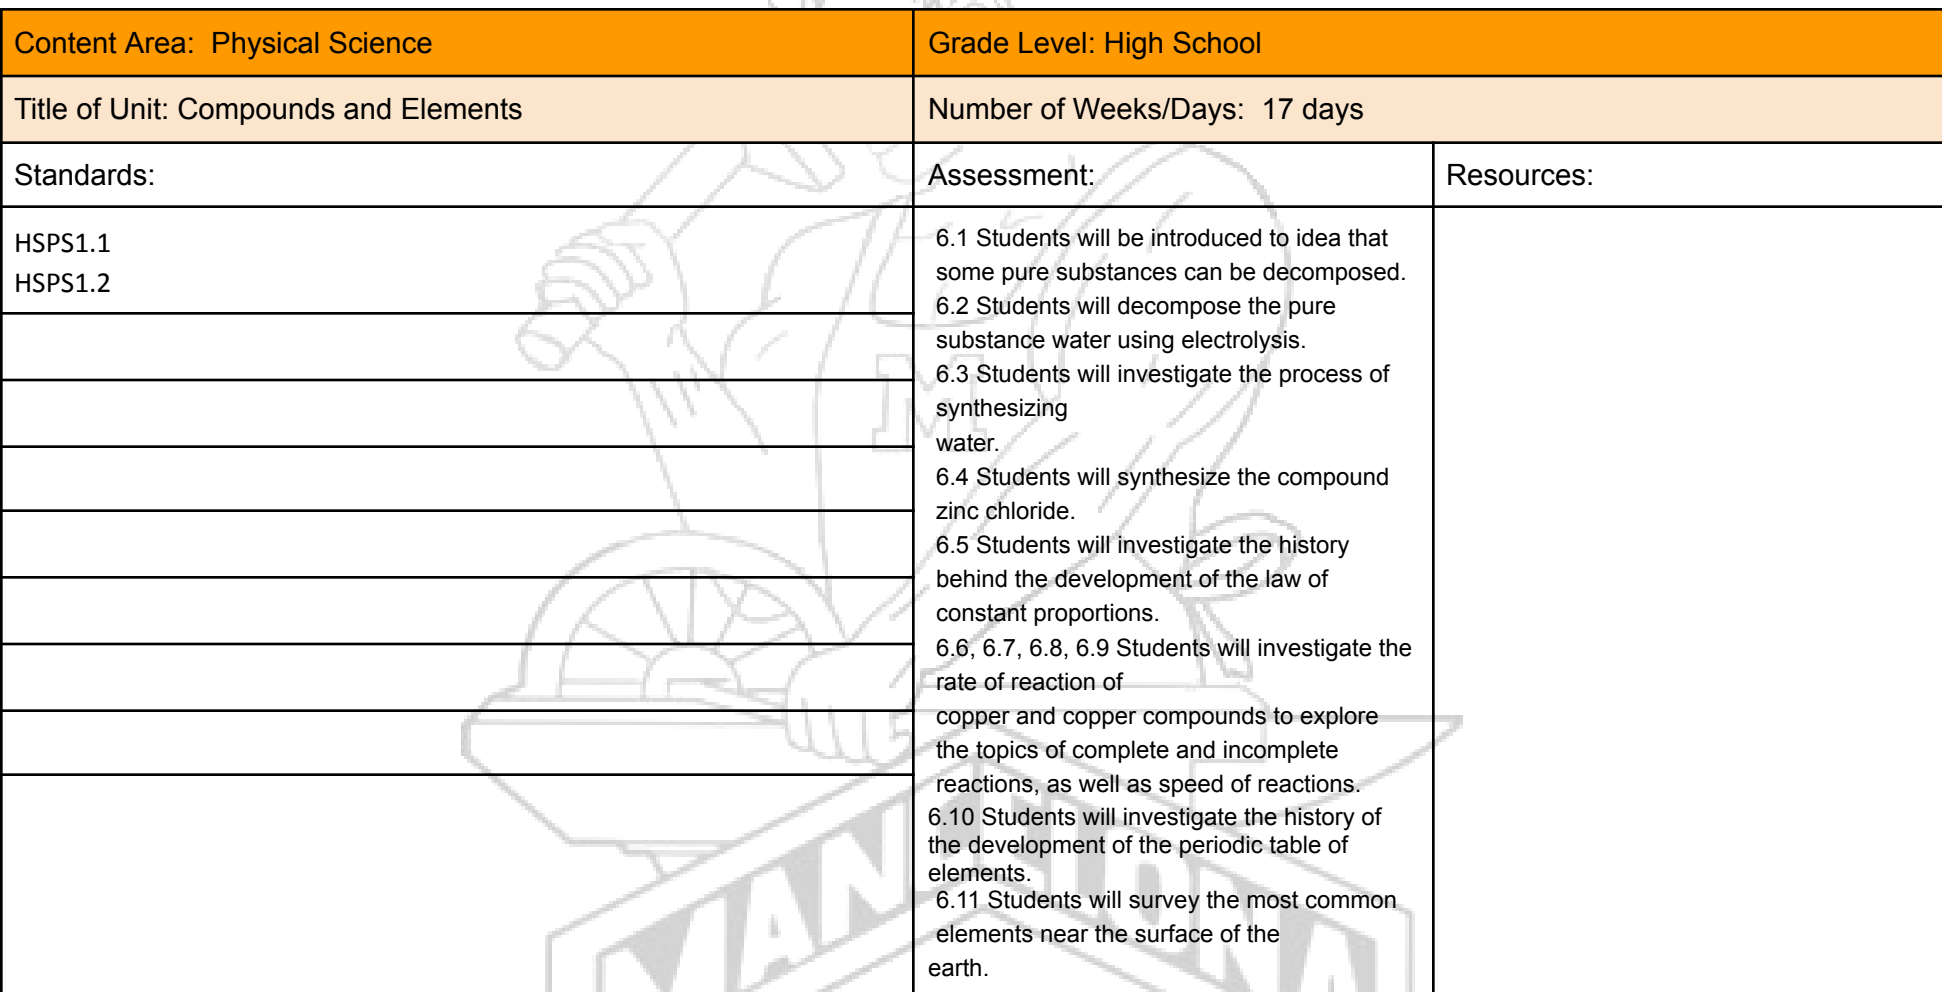 Content Area:  Physical Science
Grade Level: High School
Title of Unit: Compounds and Elements
Number of Weeks/Days:  17 days
Standards:
Assessment:
Resources:
HSPS1.1
HSPS1.2
6.1 Students will be introduced to idea that
some pure substances can be decomposed.
6.2 Students will decompose the pure
substance water using electrolysis.
6.3 Students will investigate the process of
synthesizing
water.
6.4 Students will synthesize the compound
zinc chloride.
6.5 Students will investigate the history
behind the development of the law of
constant proportions.
6.6, 6.7, 6.8, 6.9 Students will investigate the
rate of reaction of
copper and copper compounds to explore
the topics of complete and incomplete
reactions, as well as speed of reactions.
6.10 Students will investigate the history of
the development of the periodic table of
elements.
6.11 Students will survey the most common
elements near the surface of the
earth.
M